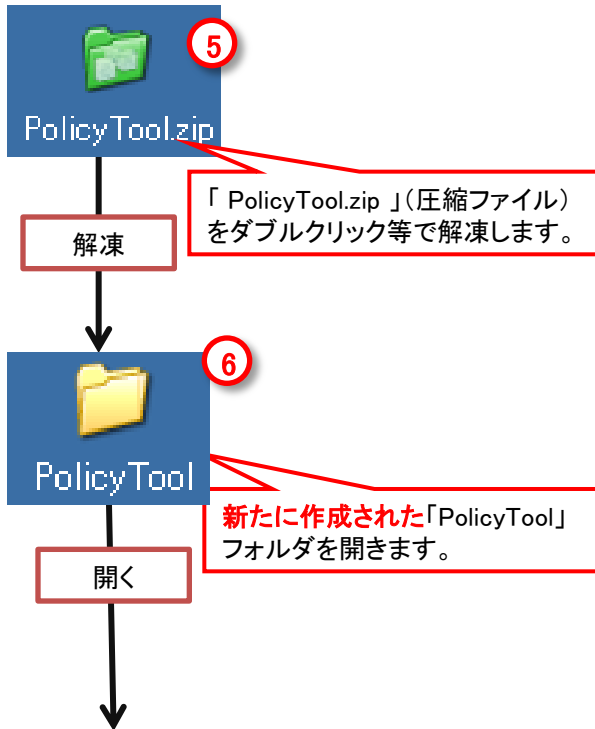 5
PolicyTool.zip
「 PolicyTool.zip 」（圧縮ファイル）
をダブルクリック等で解凍します。
解凍
6
PolicyTool
新たに作成された「PolicyTool」
フォルダを開きます。
開く